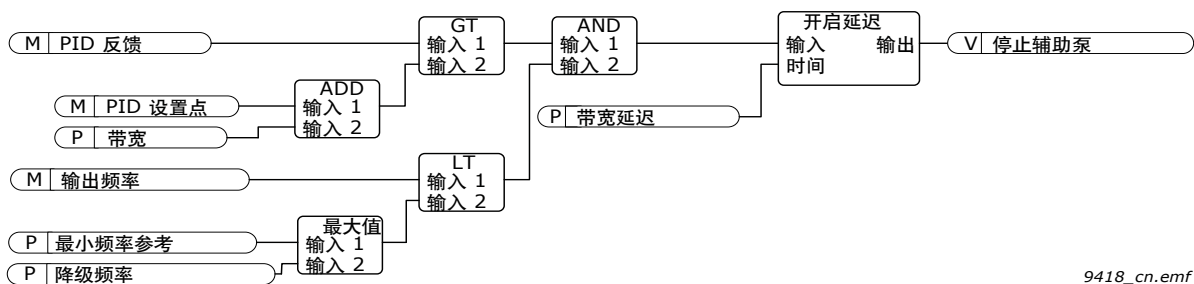 M PID 反馈
GT
输入 1
输入 2
AND
输入 1
输入 2
开启延迟
输入 输出
时间
V 停止辅助泵
M PID 设置点
P 带宽
ADD
输入 1
输入 2
P 带宽延迟
M 输出频率
LT
输入 1
输入 2
P 最小频率参考
P 降级频率
最大值
输入 1
输入 2
9418_cn.emf